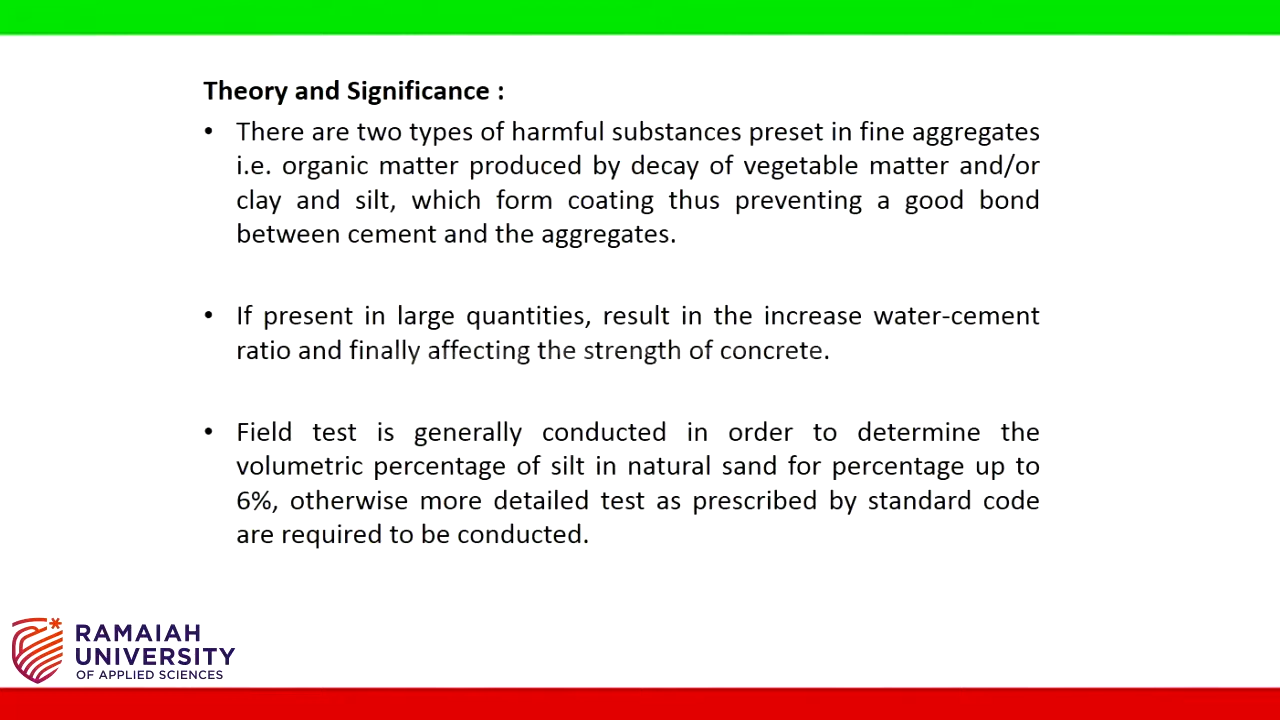 Theory and Significance :
• There are two types of harmful substances preset in fine aggregates
i.e. organic matter produced by decay of vegetable matter and/or
clay and silt, which form coating thus preventing a good bond
between cement and the aggregates.
• If present in large quantities, result in the increase water-cement
ratio and finally affecting the strength of concrete.
• Field test is generally conducted in order to determine the
volumetric percentage of silt in natural sand for percentage up to
6%, otherwise more detailed test as prescribed by standard code
are required to be conducted.
RAMAIAH
UNIVERSITY
OF APPLIED SCIENCES